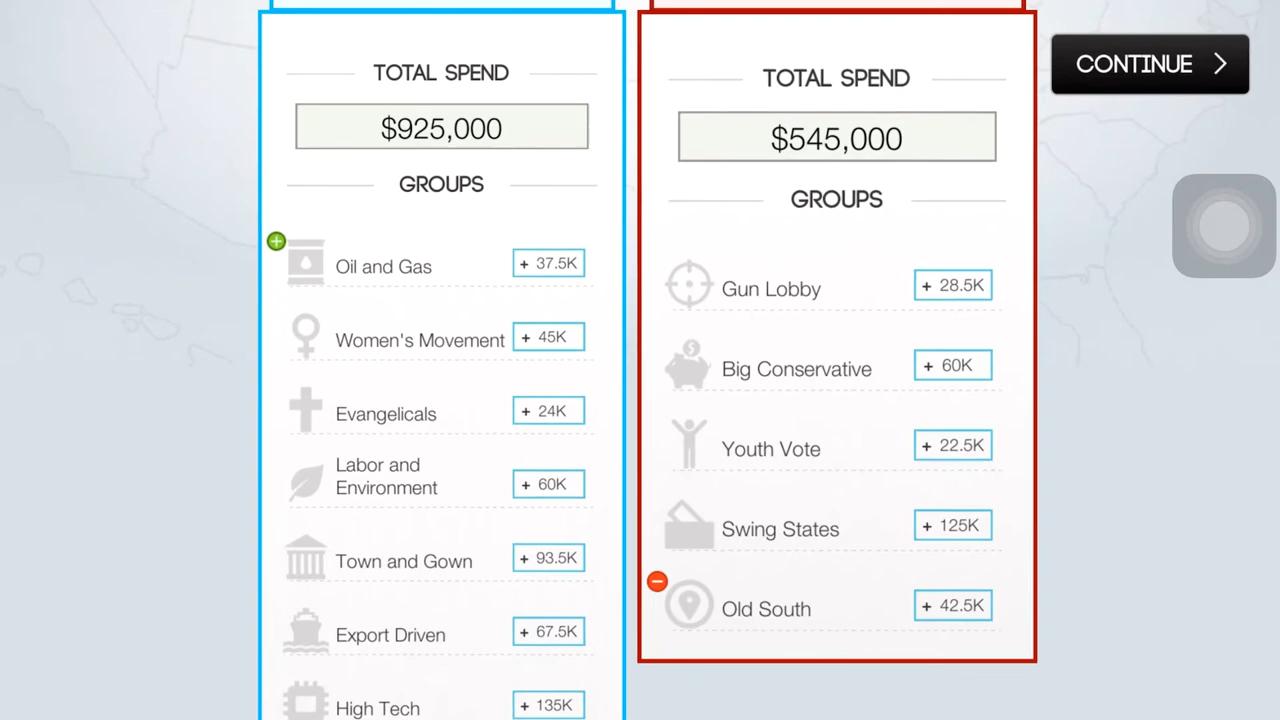 TOTAL SPEND
$925,000
GROUPS
Oil and Gas + 37.5K
Women's Movement + 45K
Evangelicals + 24K
Labor and
Environment + 60K
Town and Gown + 93.5K
Export Driven + 67.5K
High Tech + 135K
TOTAL SPEND
$545,000
GROUPS
Gun Lobby + 28.5K
Big Conservative + 60K
Youth Vote + 22.5K
Swing States + 125K
Old South + 42.5K
CONTINUE